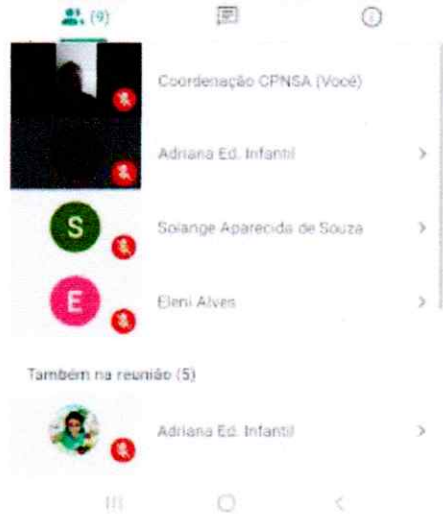 (9)
Coordenação CPNSA (Você)
Adriana Ed. Infantil
S
Solange Aparecida de Souza
E
Eleni Alves
Também na reunião (5)
Adriana Ed. Infantil